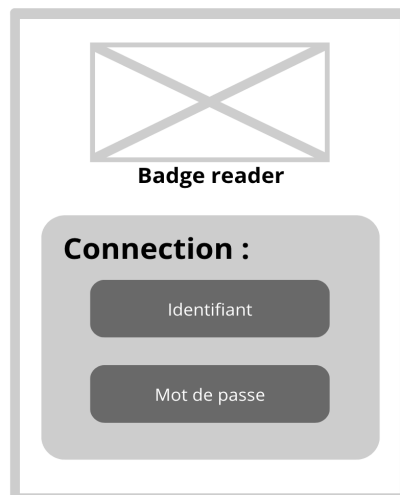 Badge reader
Connection :
Identifiant
Mot de passe